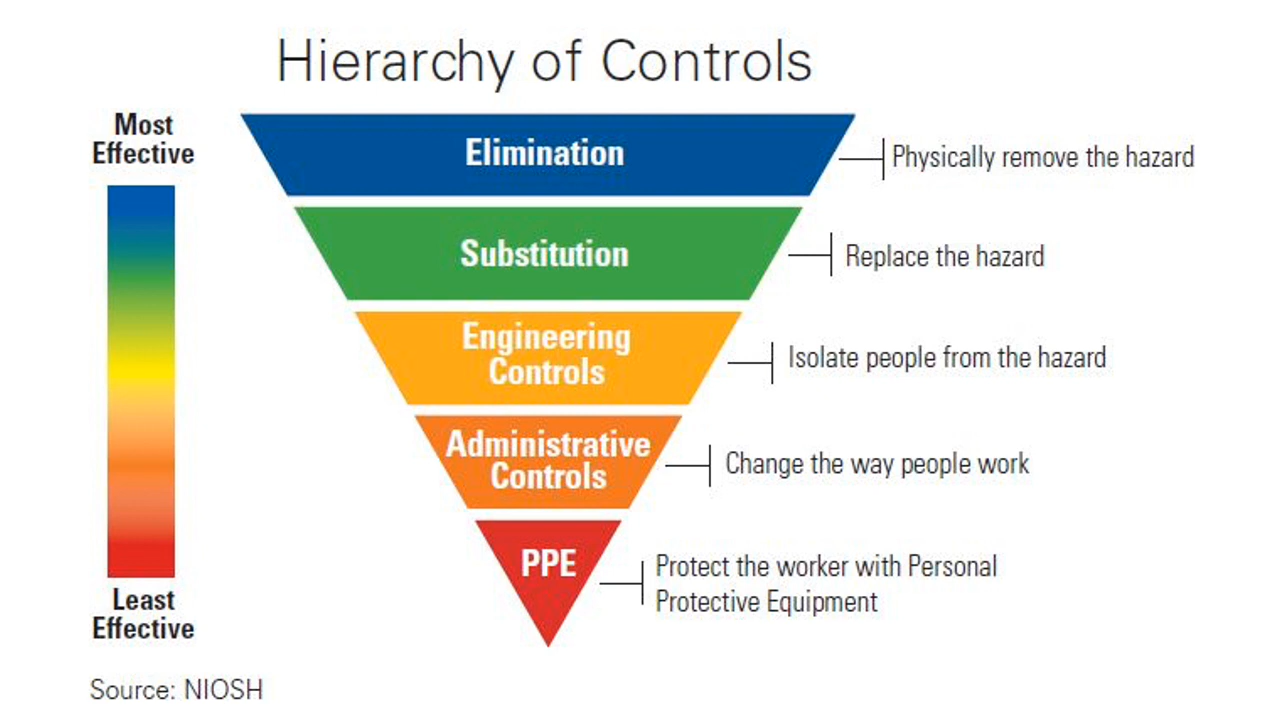 Hierarchy of Controls
Most
Effective
Elimination
Physically remove the hazard
Substitution
Replace the hazard
Engineering
Controls
Isolate people from the hazard
Administrative
Controls
Change the way people work
PPE
Protect the worker with Personal
Protective Equipment
Least
Effective
Source: NIOSH